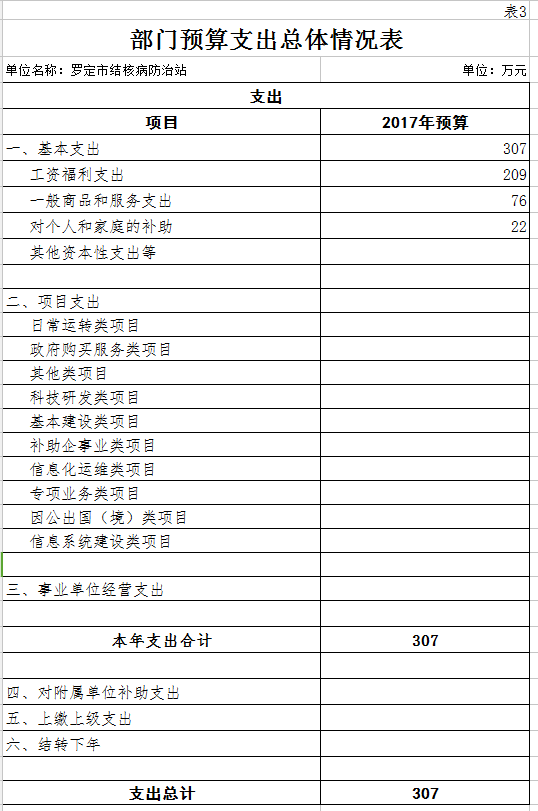 表3
部门预算支出总体情况表
单位名称：罗定市结核病防治站 单位：万元
支出
项目 2017年预算
一、基本支出 307
工资福利支出 209
一般商品和服务支出 76
对个人和家庭的补助 22
其他资本性支出等
二、项目支出
日常运转类项目
政府购买服务类项目
其他类项目
科技研发类项目
基本建设类项目
补助企事业类项目
信息化运维类项目
专项业务类项目
因公出国（境）类项目
信息系统建设类项目
三、事业单位经营支出
本年支出合计 307
四、对附属单位补助支出
五、上缴上级支出
六、结转下年
支出总计 307